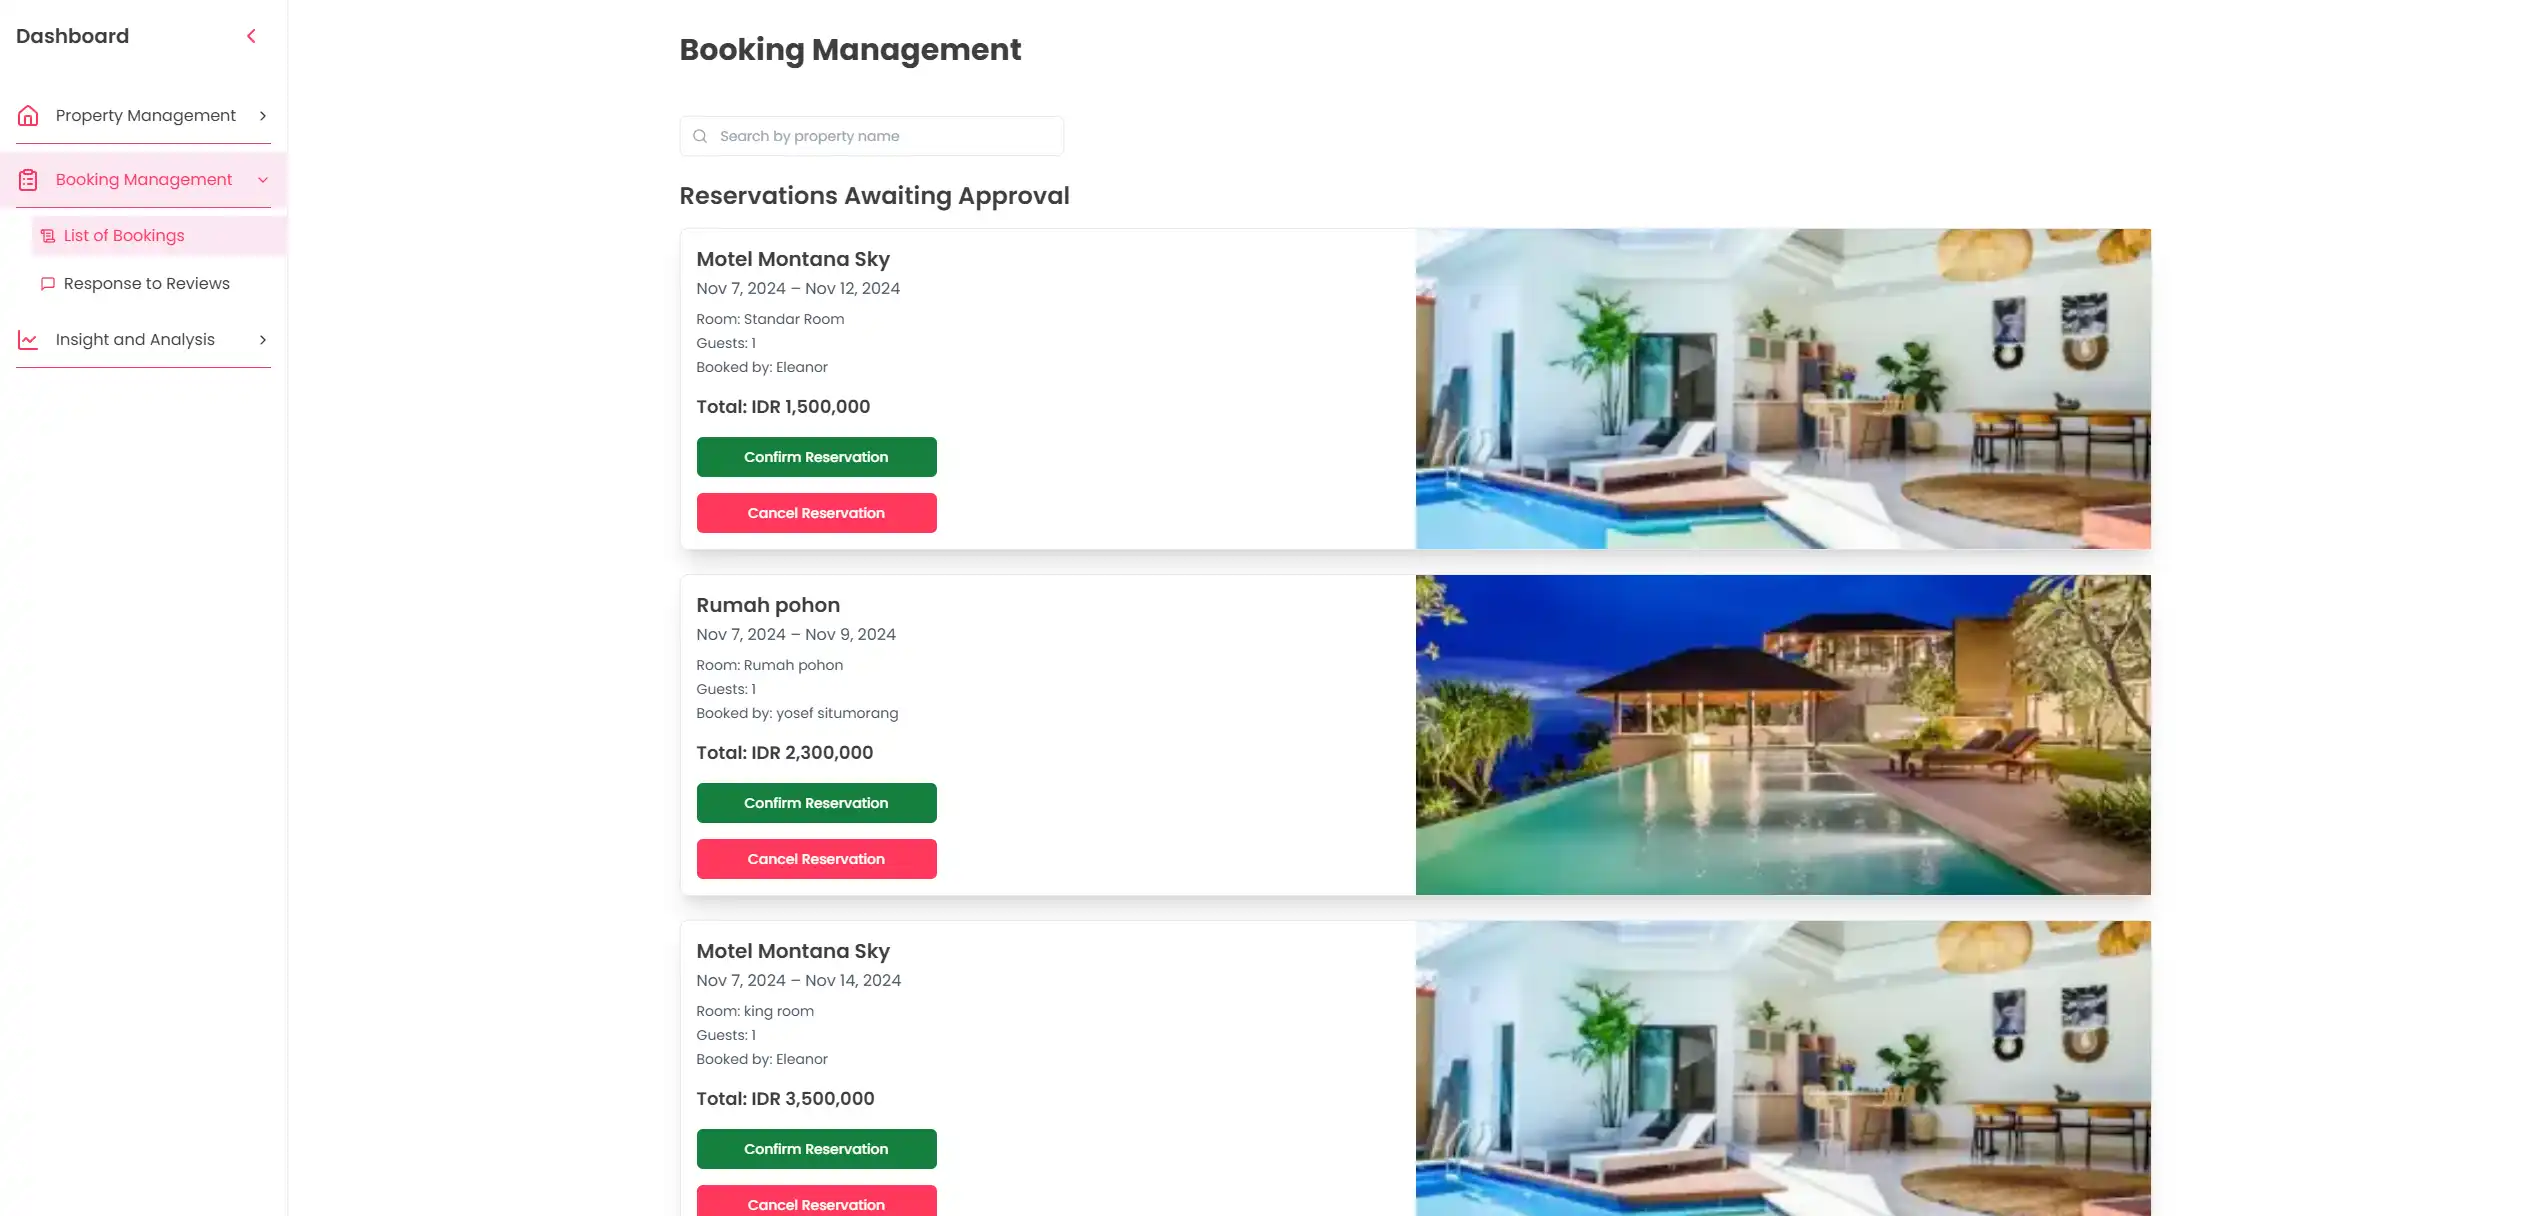 Dashboard
Property Management
Booking Management
List of Bookings
Response to Reviews
Insight and Analysis
Booking Management
Search by property name
Reservations Awaiting Approval
Motel Montana Sky
Nov 7, 2024 – Nov 12, 2024
Room: Standar Room
Guests: 1
Booked by: Eleanor
Total: IDR 1,500,000
Confirm Reservation
Cancel Reservation
Rumah pohon
Nov 7, 2024 – Nov 9, 2024
Room: Rumah pohon
Guests: 1
Booked by: yosef situmorang
Total: IDR 2,300,000
Confirm Reservation
Cancel Reservation
Motel Montana Sky
Nov 7, 2024 – Nov 14, 2024
Room: king room
Guests: 1
Booked by: Eleanor
Total: IDR 3,500,000
Confirm Reservation
Cancel Reservation